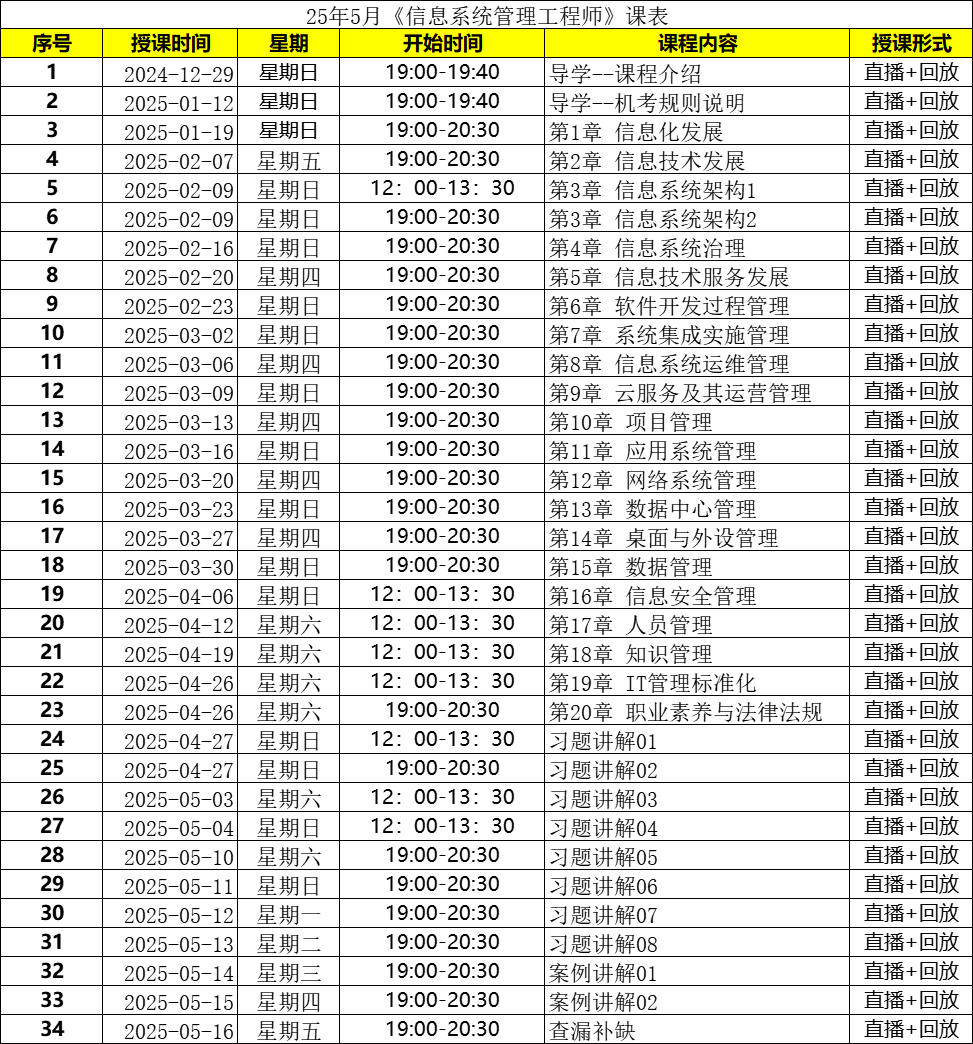 25年5月《信息系统管理工程师》课表
序号 授课时间 星期 开始时间 课程内容 授课形式
1 2024-12-29 星期日 19:00-19:40 导学--课程介绍 直播+回放
2 2025-01-12 星期日 19:00-19:40 导学--机考规则说明 直播+回放
3 2025-01-19 星期日 19:00-20:30 第1章 信息化发展 直播+回放
4 2025-02-07 星期五 19:00-20:30 第2章 信息技术发展 直播+回放
5 2025-02-09 星期日 12：00-13：30 第3章 信息系统架构1 直播+回放
6 2025-02-09 星期日 19:00-20:30 第3章 信息系统架构2 直播+回放
7 2025-02-16 星期日 19:00-20:30 第4章 信息系统治理 直播+回放
8 2025-02-20 星期四 19:00-20:30 第5章 信息技术服务发展 直播+回放
9 2025-02-23 星期日 19:00-20:30 第6章 软件开发过程管理 直播+回放
10 2025-03-02 星期日 19:00-20:30 第7章 系统集成实施管理 直播+回放
11 2025-03-06 星期四 19:00-20:30 第8章 信息系统运维管理 直播+回放
12 2025-03-09 星期日 19:00-20:30 第9章 云服务及其运营管理 直播+回放
13 2025-03-13 星期四 19:00-20:30 第10章 项目管理 直播+回放
14 2025-03-16 星期日 19:00-20:30 第11章 应用系统管理 直播+回放
15 2025-03-20 星期四 19:00-20:30 第12章 网络系统管理 直播+回放
16 2025-03-23 星期日 19:00-20:30 第13章 数据中心管理 直播+回放
17 2025-03-27 星期四 19:00-20:30 第14章 桌面与外设管理 直播+回放
18 2025-03-30 星期日 19:00-20:30 第15章 数据管理 直播+回放
19 2025-04-06 星期日 12：00-13：30 第16章 信息安全管理 直播+回放
20 2025-04-12 星期六 12：00-13：30 第17章 人员管理 直播+回放
21 2025-04-19 星期六 12：00-13：30 第18章 知识管理 直播+回放
22 2025-04-26 星期六 12：00-13：30 第19章 IT管理标准化 直播+回放
23 2025-04-26 星期六 19:00-20:30 第20章 职业素养与法律法规 直播+回放
24 2025-04-27 星期日 12：00-13：30 习题讲解01 直播+回放
25 2025-04-27 星期日 19:00-20:30 习题讲解02 直播+回放
26 2025-05-03 星期六 12：00-13：30 习题讲解03 直播+回放
27 2025-05-04 星期日 12：00-13：30 习题讲解04 直播+回放
28 2025-05-10 星期六 19:00-20:30 习题讲解05 直播+回放
29 2025-05-11 星期日 19:00-20:30 习题讲解06 直播+回放
30 2025-05-12 星期一 19:00-20:30 习题讲解07 直播+回放
31 2025-05-13 星期二 19:00-20:30 习题讲解08 直播+回放
32 2025-05-14 星期三 19:00-20:30 案例讲解01 直播+回放
33 2025-05-15 星期四 19:00-20:30 案例讲解02 直播+回放
34 2025-05-16 星期五 19:00-20:30 查漏补缺 直播+回放